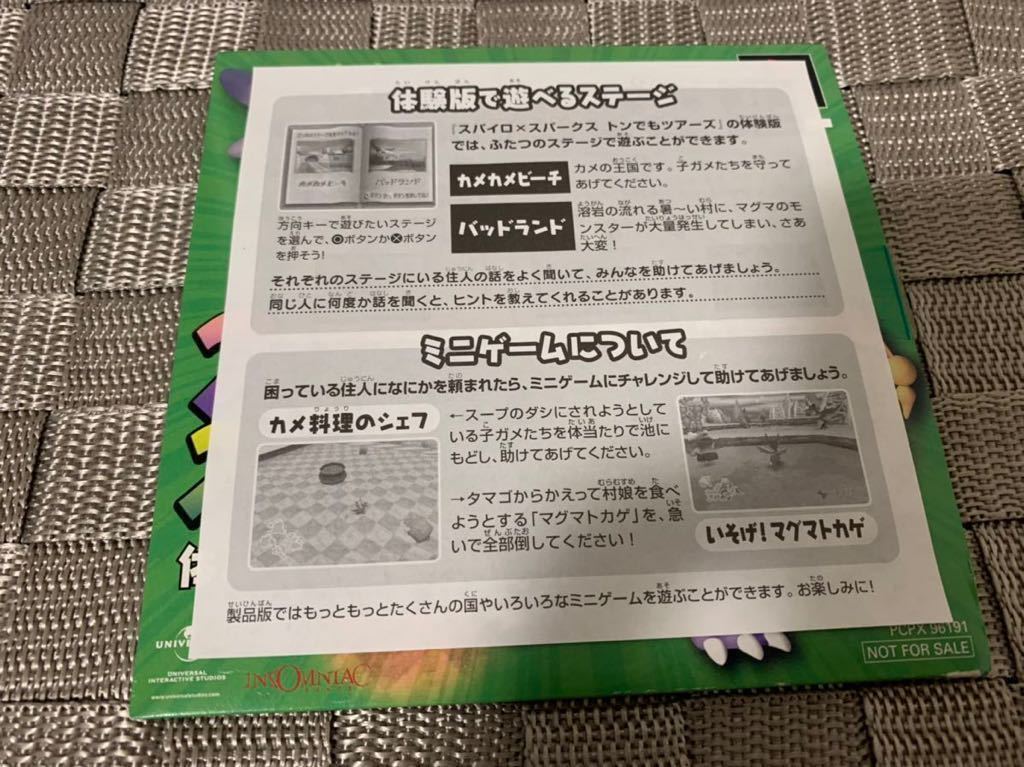 体験版で遊べるステージ
『スパイロ×スパークス トンでもツアーズ』の体験版
では、ふたつのステージで遊ぶことができます。
カメカメビーチ
カメの王国です。子ガメたちを守って
あげてください。
バッドランド
溶岩の流れる暑〜い村に、マグマのモ
ンスターが大量発生してしまい、さあ
大変！
カメカメビーチ
バッドランド
方向キーで遊びたいステージ
を選んで、○ボタンか×ボタン
を押そう！
それぞれのステージにいる住人の話をよく聞いて、みんなを助けてあげましょう。
同じ人に何度か話を聞くと、ヒントを教えてくれることがあります。
ミニゲームについて
困っている住人になにかを頼まれたら、ミニゲームにチャレンジして助けてあげましょう。
カメ料理のシェフ
←スープのダシにされようとして
いる子ガメたちを体当たりで池に
もどし、助けてあげてください。
→タマゴからかえって村娘を食べ
ようとする「マグマトカゲ」を、急
いで全部倒してください！
いそげ！マグマトカゲ
製品版ではもっともっとたくさんの国やいろいろなミニゲームを遊ぶことができます。お楽しみに！
UNIVERSAL
INTERACTIVE STUDIOS
www.universalstudios.com
INSOMNIAC
GAMES
PCPX 96191
NOT FOR SALE